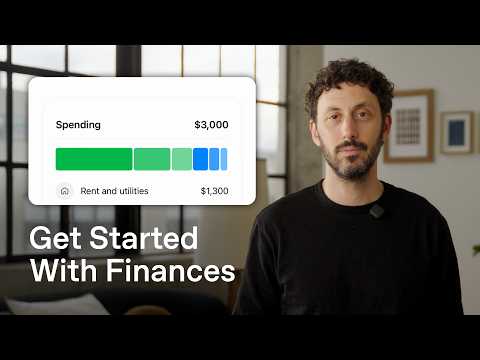 Spending $3,000
Rent and utilities $1,300
Get Started
With Finances